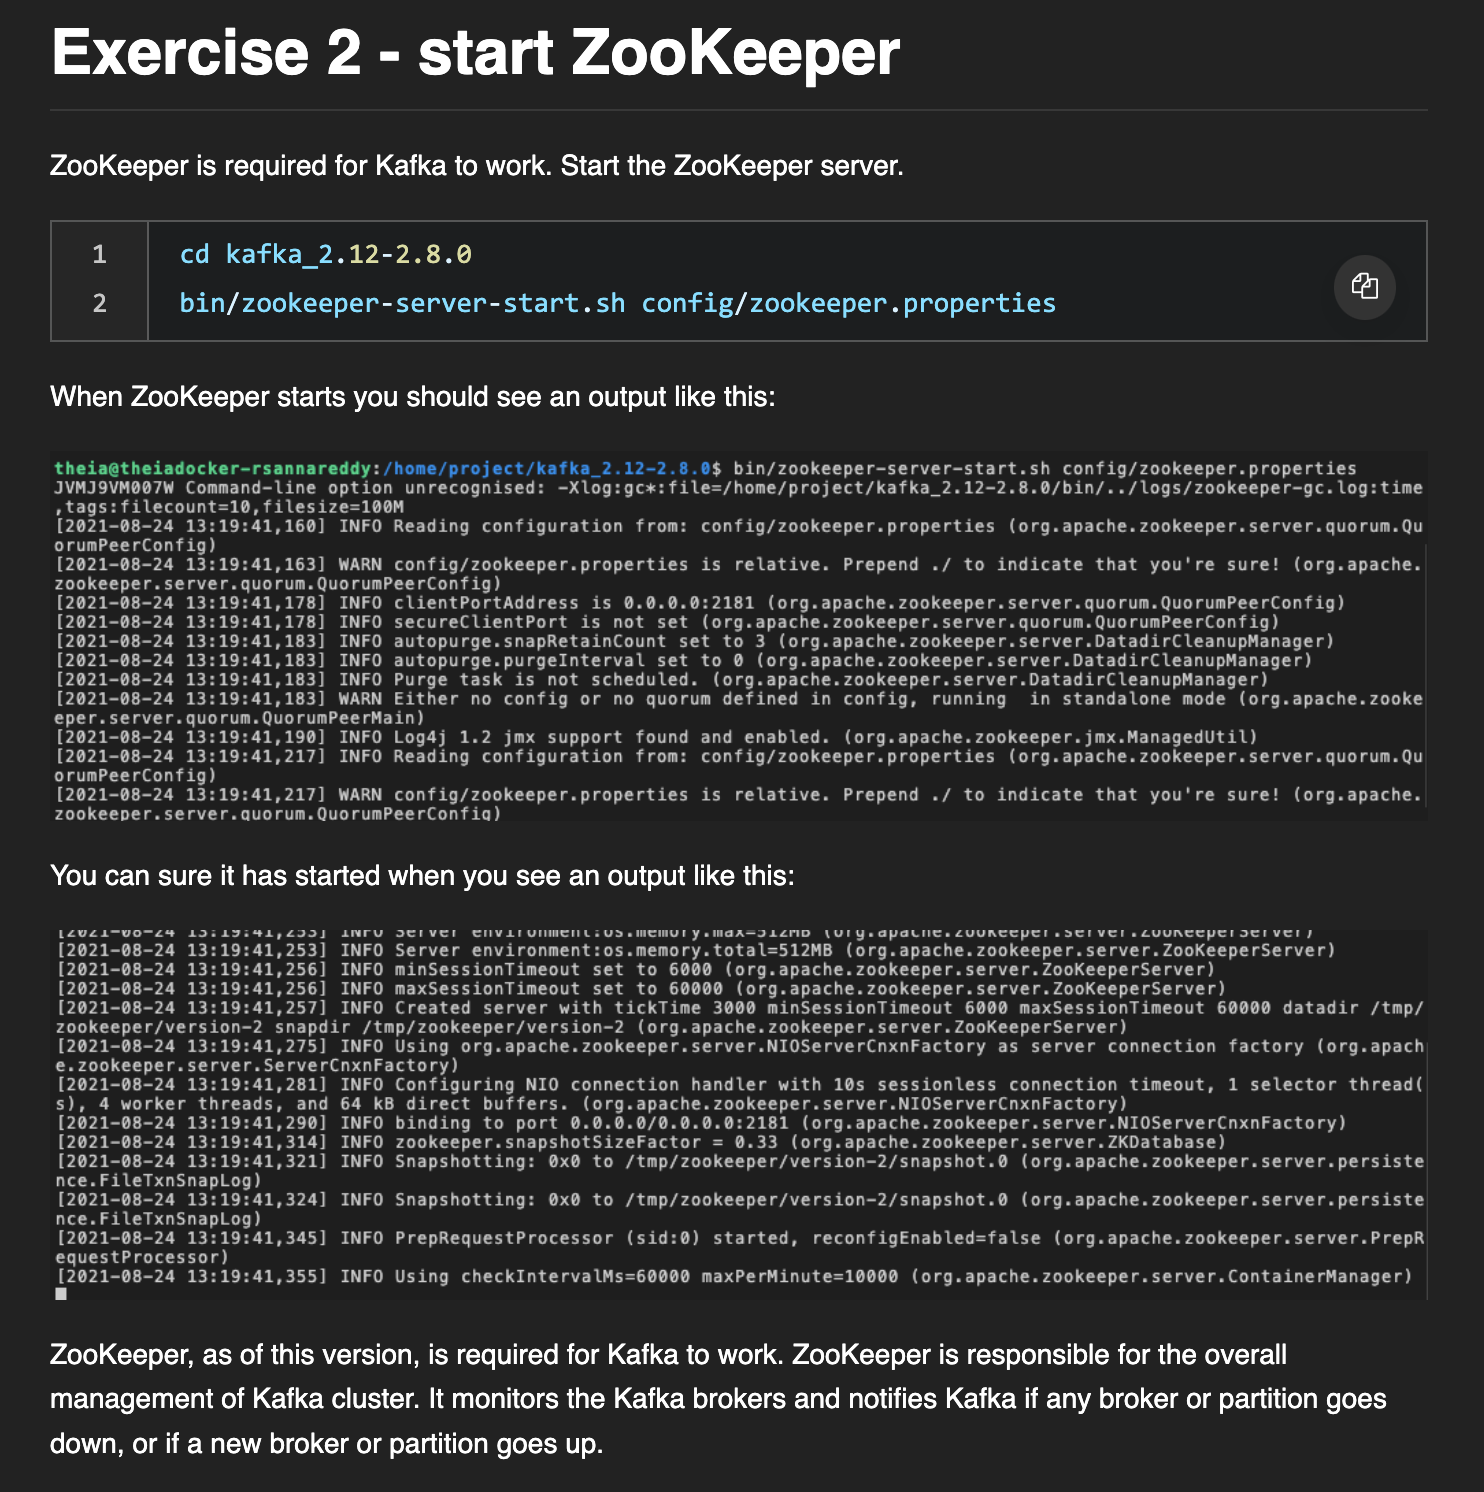 Exercise 2 - start ZooKeeper
ZooKeeper is required for Kafka to work. Start the ZooKeeper server.
1 cd kafka_2.12-2.8.0
2 bin/zookeeper-server-start.sh config/zookeeper.properties
When ZooKeeper starts you should see an output like this:
theia@theiadocker-rsannareddy:/home/project/kafka_2.12-2.8.0$ bin/zookeeper-server-start.sh config/zookeeper.properties
JVMJ9VM007W Command-line option unrecognised: -Xlog:gc*:file=/home/project/kafka_2.12-2.8.0/bin/../logs/zookeeper-gc.log:time
,tags:filecount=10,filesize=100M
[2021-08-24 13:19:41,160] INFO Reading configuration from: config/zookeeper.properties (org.apache.zookeeper.server.quorum.Qu
orumPeerConfig)
[2021-08-24 13:19:41,163] WARN config/zookeeper.properties is relative. Prepend ./ to indicate that you're sure! (org.apache.
zookeeper.server.quorum.QuorumPeerConfig)
[2021-08-24 13:19:41,178] INFO clientPortAddress is 0.0.0.0:2181 (org.apache.zookeeper.server.quorum.QuorumPeerConfig)
[2021-08-24 13:19:41,178] INFO secureClientPort is not set (org.apache.zookeeper.server.quorum.QuorumPeerConfig)
[2021-08-24 13:19:41,183] INFO autopurge.snapRetainCount set to 3 (org.apache.zookeeper.server.DatadirCleanupManager)
[2021-08-24 13:19:41,183] INFO autopurge.purgeInterval set to 0 (org.apache.zookeeper.server.DatadirCleanupManager)
[2021-08-24 13:19:41,183] INFO Purge task is not scheduled. (org.apache.zookeeper.server.DatadirCleanupManager)
[2021-08-24 13:19:41,183] WARN Either no config or no quorum defined in config, running  in standalone mode (org.apache.zooke
eper.server.quorum.QuorumPeerMain)
[2021-08-24 13:19:41,190] INFO Log4j 1.2 jmx support found and enabled. (org.apache.zookeeper.jmx.ManagedUtil)
[2021-08-24 13:19:41,217] INFO Reading configuration from: config/zookeeper.properties (org.apache.zookeeper.server.quorum.Qu
orumPeerConfig)
[2021-08-24 13:19:41,217] WARN config/zookeeper.properties is relative. Prepend ./ to indicate that you're sure! (org.apache.
zookeeper.server.quorum.QuorumPeerConfig)
You can sure it has started when you see an output like this:
[2021-08-24 13:19:41,253] INFO Server environment:os.memory.max=512MB (org.apache.zookeeper.server.ZooKeeperServer)
[2021-08-24 13:19:41,253] INFO Server environment:os.memory.total=512MB (org.apache.zookeeper.server.ZooKeeperServer)
[2021-08-24 13:19:41,256] INFO minSessionTimeout set to 6000 (org.apache.zookeeper.server.ZooKeeperServer)
[2021-08-24 13:19:41,256] INFO maxSessionTimeout set to 60000 (org.apache.zookeeper.server.ZooKeeperServer)
[2021-08-24 13:19:41,257] INFO Created server with tickTime 3000 minSessionTimeout 6000 maxSessionTimeout 60000 datadir /tmp/
zookeeper/version-2 snapdir /tmp/zookeeper/version-2 (org.apache.zookeeper.server.ZooKeeperServer)
[2021-08-24 13:19:41,275] INFO Using org.apache.zookeeper.server.NIOServerCnxnFactory as server connection factory (org.apach
e.zookeeper.server.ServerCnxnFactory)
[2021-08-24 13:19:41,281] INFO Configuring NIO connection handler with 10s sessionless connection timeout, 1 selector thread(
s), 4 worker threads, and 64 kB direct buffers. (org.apache.zookeeper.server.NIOServerCnxnFactory)
[2021-08-24 13:19:41,290] INFO binding to port 0.0.0.0/0.0.0.0:2181 (org.apache.zookeeper.server.NIOServerCnxnFactory)
[2021-08-24 13:19:41,314] INFO zookeeper.snapshotSizeFactor = 0.33 (org.apache.zookeeper.server.ZKDatabase)
[2021-08-24 13:19:41,321] INFO Snapshotting: 0x0 to /tmp/zookeeper/version-2/snapshot.0 (org.apache.zookeeper.server.persiste
nce.FileTxnSnapLog)
[2021-08-24 13:19:41,324] INFO Snapshotting: 0x0 to /tmp/zookeeper/version-2/snapshot.0 (org.apache.zookeeper.server.persiste
nce.FileTxnSnapLog)
[2021-08-24 13:19:41,345] INFO PrepRequestProcessor (sid:0) started, reconfigEnabled=false (org.apache.zookeeper.server.PrepR
equestProcessor)
[2021-08-24 13:19:41,355] INFO Using checkIntervalMs=60000 maxPerMinute=10000 (org.apache.zookeeper.server.ContainerManager)
ZooKeeper, as of this version, is required for Kafka to work. ZooKeeper is responsible for the overall
management of Kafka cluster. It monitors the Kafka brokers and notifies Kafka if any broker or partition goes
down, or if a new broker or partition goes up.